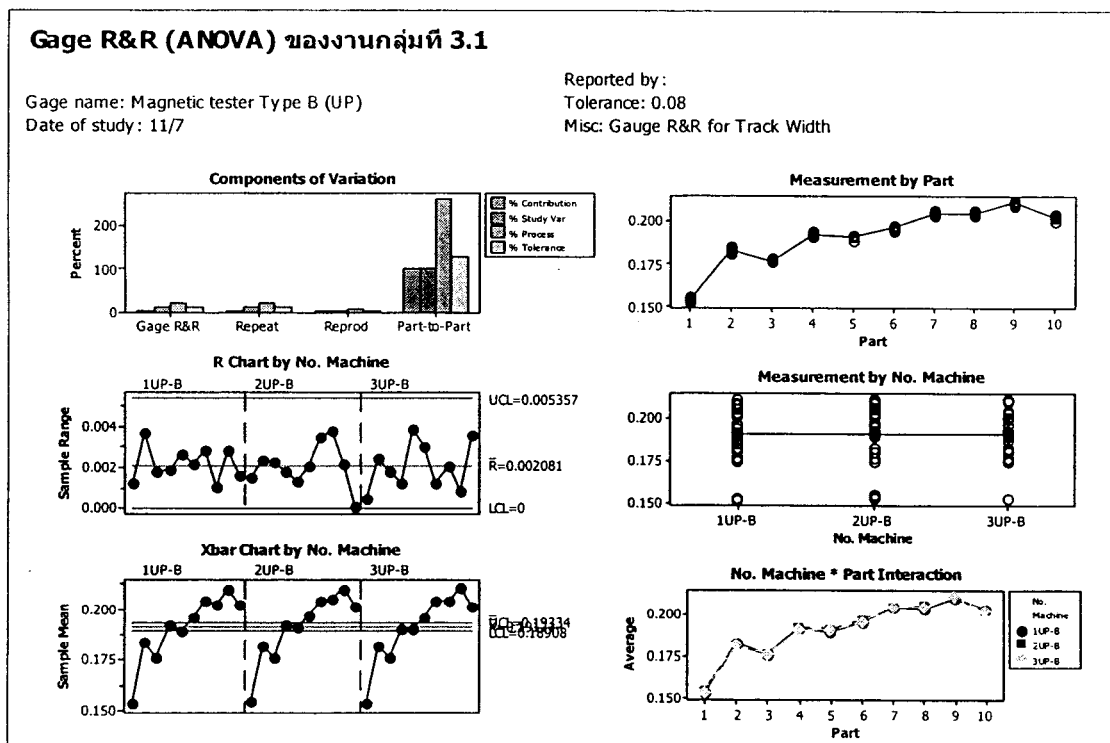 Gage R&R (ANOVA) ของงานกลุ่มที่ 3.1
Gage name: Magnetic tester Type B (UP)
Date of study: 11/7
Reported by:
Tolerance: 0.08
Misc: Gauge R&R for Track Width
Components of Variation
Percent
200
100
0
Gage R&R Repeat Reprod Part-to-Part
% Contribution
% Study Var
% Process
% Tolerance
R Chart by No. Machine
1UP-B 2UP-B 3UP-B
Sample Range
0.004
0.002
0.000
UCL=0.005357
R=0.002081
LCL=0
Xbar Chart by No. Machine
1UP-B 2UP-B 3UP-B
Sample Mean
0.200
0.175
0.150
UCL=0.19334
LCL=0.18908
Measurement by Part
0.200
0.175
0.150
1 2 3 4 5 6 7 8 9 10
Part
Measurement by No. Machine
0.200
0.175
0.150
1UP-B 2UP-B 3UP-B
No. Machine
No. Machine * Part Interaction
Average
0.200
0.175
0.150
1 2 3 4 5 6 7 8 9 10
Part
No.
Machine
1UP-B
2UP-B
3UP-B